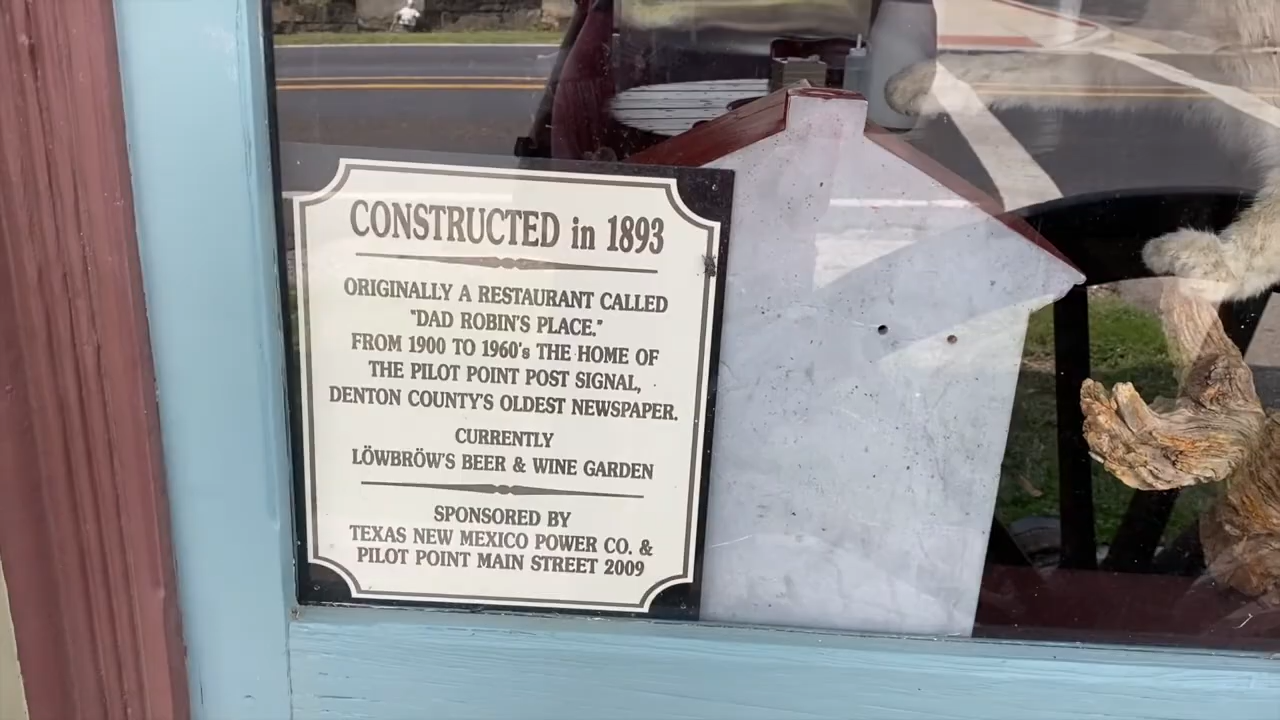 CONSTRUCTED in 1893
ORIGINALLY A RESTAURANT CALLED
"DAD ROBIN'S PLACE."
FROM 1900 TO 1960's THE HOME OF
THE PILOT POINT POST SIGNAL,
DENTON COUNTY'S OLDEST NEWSPAPER.
CURRENTLY
LÖWBRÖW'S BEER & WINE GARDEN
SPONSORED BY
TEXAS NEW MEXICO POWER CO. &
PILOT POINT MAIN STREET 2009